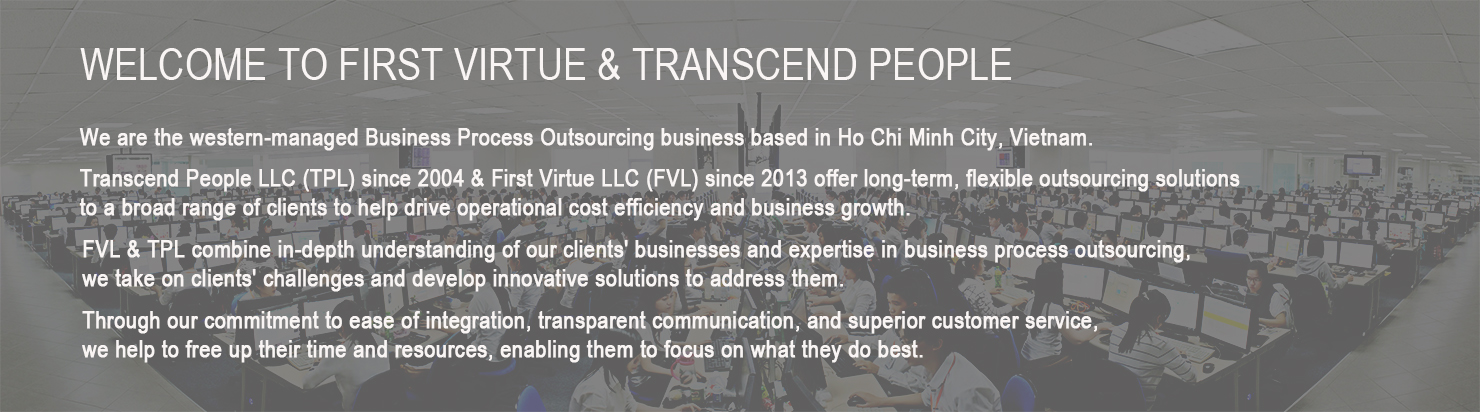 WELCOME TO FIRST VIRTUE & TRANSCEND PEOPLE
We are the western-managed Business Process Outsourcing business based in Ho Chi Minh City, Vietnam.
Transcend People LLC (TPL) since 2004 & First Virtue LLC (FVL) since 2013 offer long-term, flexible outsourcing solutions
to a broad range of clients to help drive operational cost efficiency and business growth.
FVL & TPL combine in-depth understanding of our clients' businesses and expertise in business process outsourcing,
we take on clients' challenges and develop innovative solutions to address them.
Through our commitment to ease of integration, transparent communication, and superior customer service,
we help to free up their time and resources, enabling them to focus on what they do best.